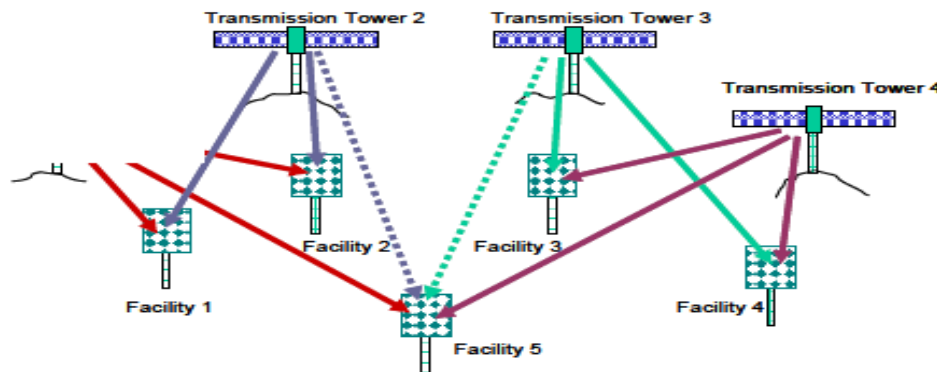 Transmission Tower 2
Transmission Tower 3
Transmission Tower 4
Facility 2
Facility 3
Facility 1
Facility 4
Facility 5